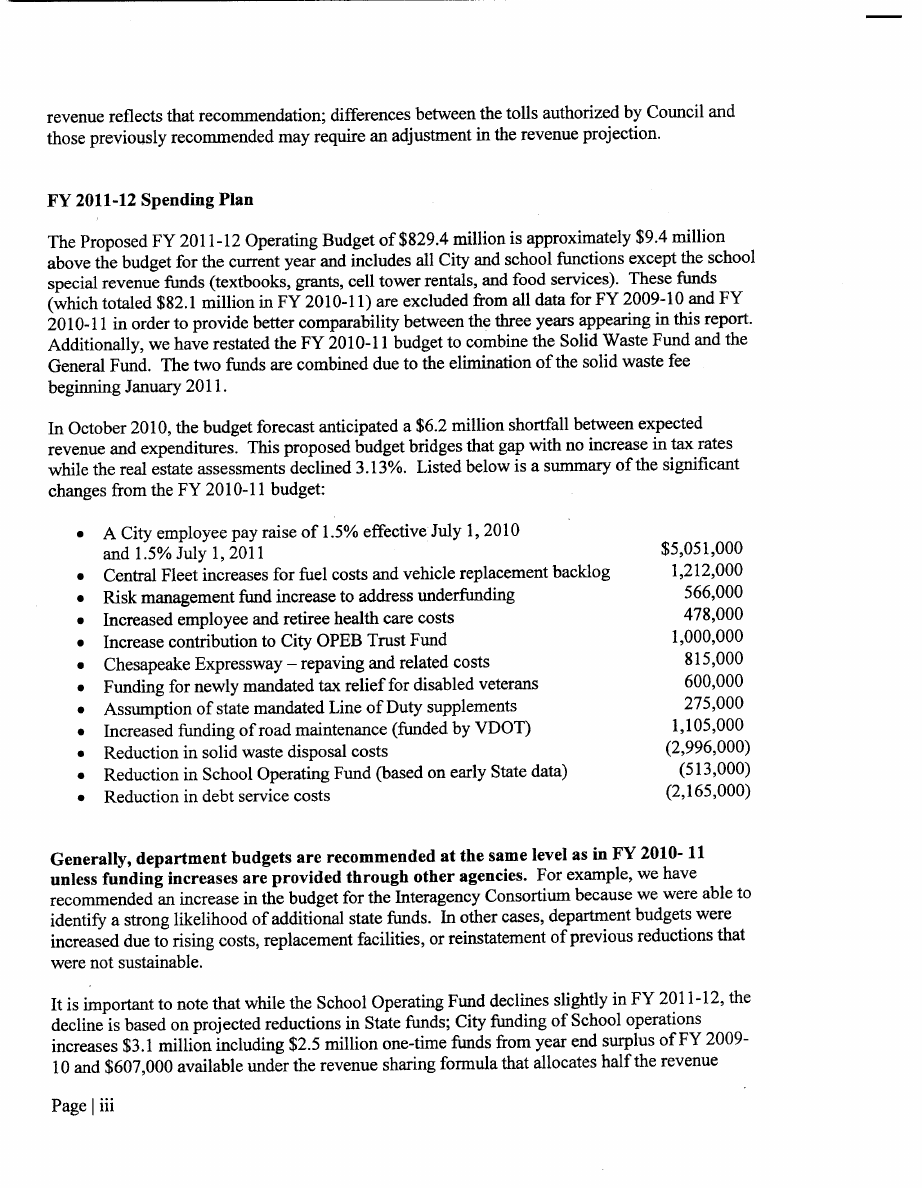 revenue reflects that recommendation; differences between the tolls authorized by Council and
those previously recommended may require an adjustment in the revenue projection.
FY 2011-12 Spending Plan
The Proposed FY 2011-12 Operating Budget of $829.4 million is approximately $9.4 million
above the budget for the current year and includes all City and school functions except the school
special revenue funds (textbooks, grants, cell tower rentals, and food services). These funds
(which totaled $82.1 million in FY 2010-11) are excluded from all data for FY 2009-10 and FY
2010-11 in order to provide better comparability between the three years appearing in this report.
Additionally, we have restated the FY 2010-11 budget to combine the Solid Waste Fund and the
General Fund. The two funds are combined due to the elimination of the solid waste fee
beginning January 2011.
In October 2010, the budget forecast anticipated a $6.2 million shortfall between expected
revenue and expenditures. This proposed budget bridges that gap with no increase in tax rates
while the real estate assessments declined 3.13%. Listed below is a summary of the significant
changes from the FY 2010-11 budget:
• A City employee pay raise of 1.5% effective July 1, 2010
and 1.5% July 1, 2011 $5,051,000
• Central Fleet increases for fuel costs and vehicle replacement backlog 1,212,000
• Risk management fund increase to address underfunding 566,000
• Increased employee and retiree health care costs 478,000
• Increase contribution to City OPEB Trust Fund 1,000,000
• Chesapeake Expressway – repaving and related costs 815,000
• Funding for newly mandated tax relief for disabled veterans 600,000
• Assumption of state mandated Line of Duty supplements 275,000
• Increased funding of road maintenance (funded by VDOT) 1,105,000
• Reduction in solid waste disposal costs (2,996,000)
• Reduction in School Operating Fund (based on early State data) (513,000)
• Reduction in debt service costs (2,165,000)
Generally, department budgets are recommended at the same level as in FY 2010- 11
unless funding increases are provided through other agencies. For example, we have
recommended an increase in the budget for the Interagency Consortium because we were able to
identify a strong likelihood of additional state funds. In other cases, department budgets were
increased due to rising costs, replacement facilities, or reinstatement of previous reductions that
were not sustainable.
It is important to note that while the School Operating Fund declines slightly in FY 2011-12, the
decline is based on projected reductions in State funds; City funding of School operations
increases $3.1 million including $2.5 million one-time funds from year end surplus of FY 2009-
10 and $607,000 available under the revenue sharing formula that allocates half the revenue
Page | iii